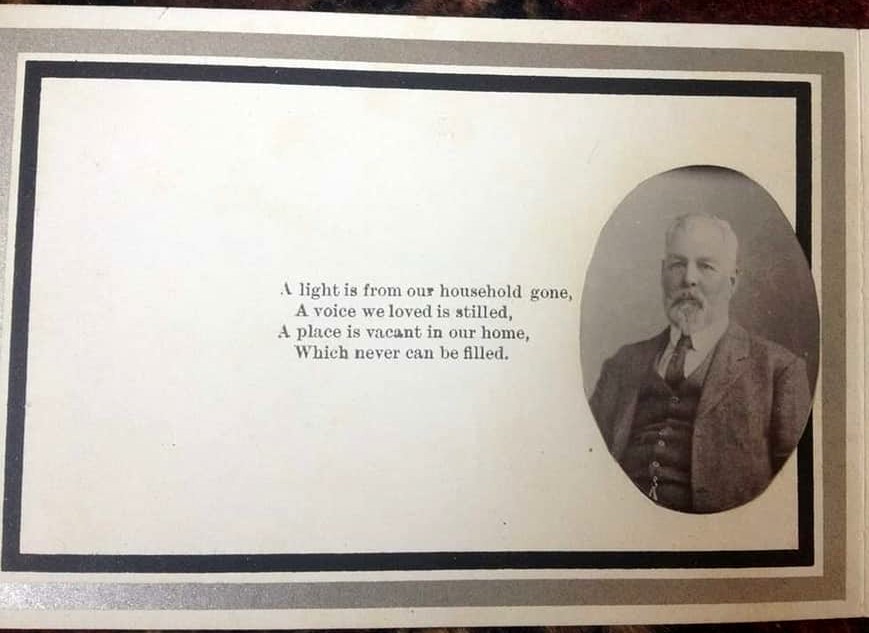 A light is from our household gone,
A voice we loved is stilled,
A place is vacant in our home,
Which never can be filled.